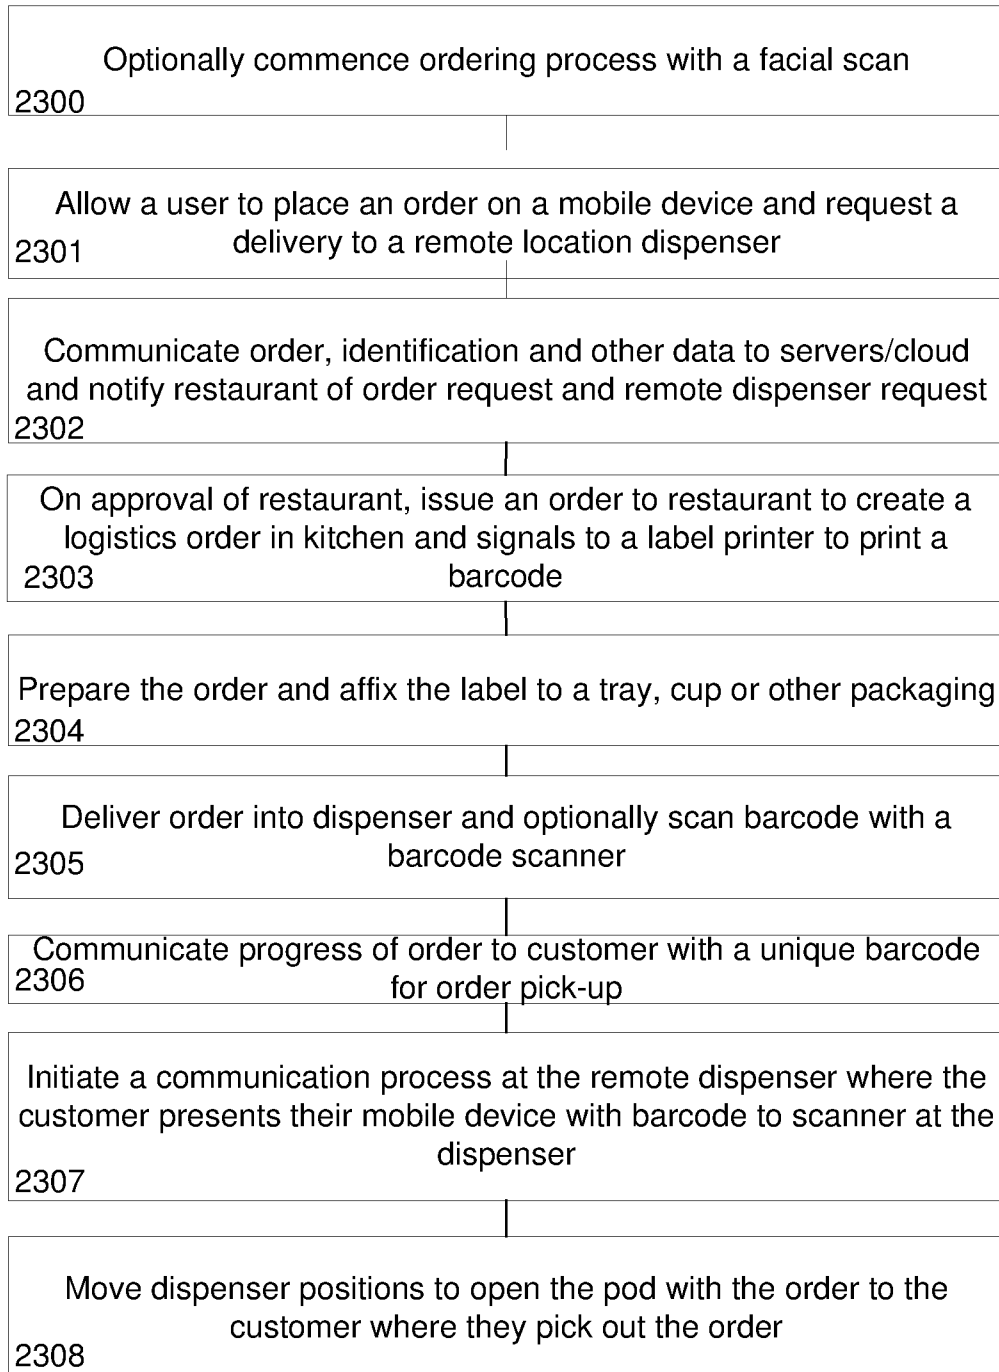 Optionally commence ordering process with a facial scan
2300
Allow a user to place an order on a mobile device and request a
delivery to a remote location dispenser
2301
Communicate order, identification and other data to servers/cloud
and notify restaurant of order request and remote dispenser request
2302
On approval of restaurant, issue an order to restaurant to create a
logistics order in kitchen and signals to a label printer to print a
barcode
2303
Prepare the order and affix the label to a tray, cup or other packaging
2304
Deliver order into dispenser and optionally scan barcode with a
barcode scanner
2305
Communicate progress of order to customer with a unique barcode
for order pick-up
2306
Initiate a communication process at the remote dispenser where the
customer presents their mobile device with barcode to scanner at the
dispenser
2307
Move dispenser positions to open the pod with the order to the
customer where they pick out the order
2308